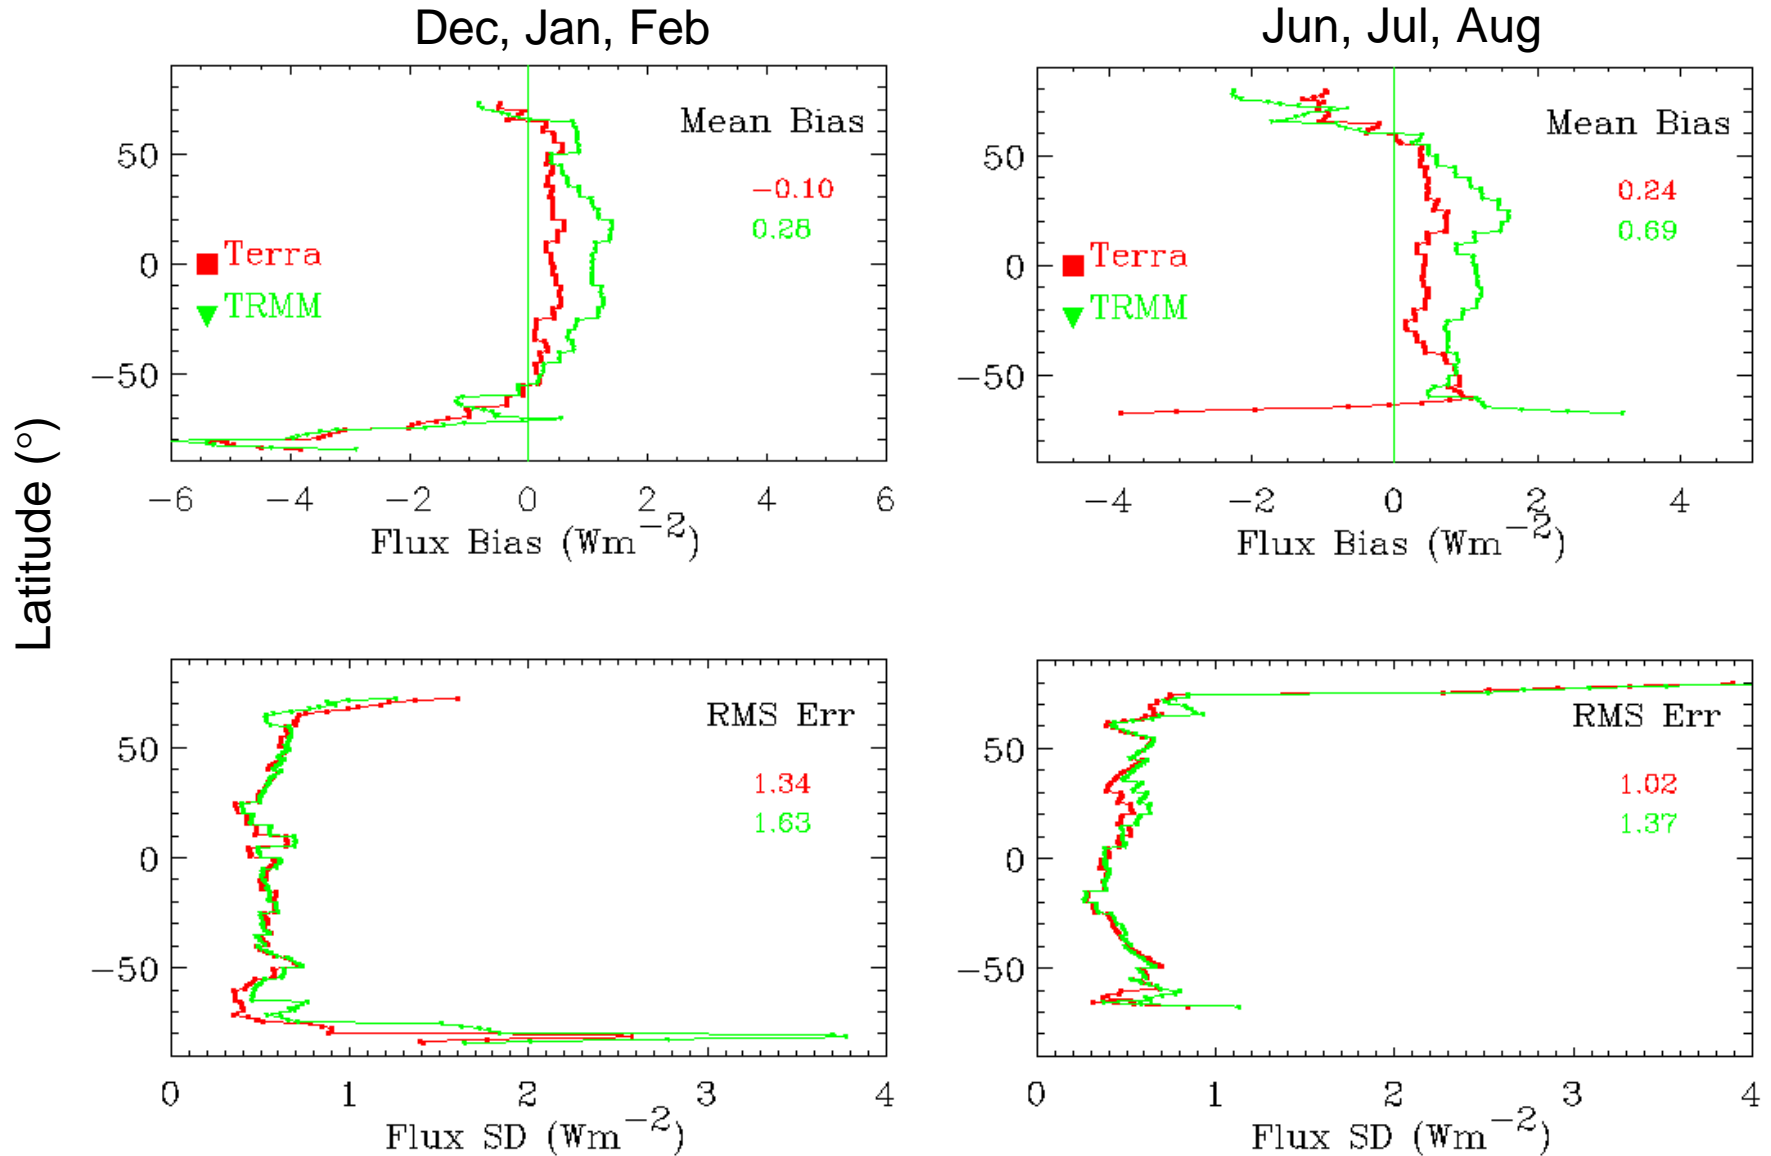 Dec, Jan, Feb
Jun, Jul, Aug
Latitude (°)
Mean Bias
−0.10
0.28
Terra
TRMM
50
0
−50
−6 −4 −2 0 2 4 6
Flux Bias (Wm−2)
Mean Bias
0.24
0.69
Terra
TRMM
50
0
−50
−4 −2 0 2 4
Flux Bias (Wm−2)
RMS Err
1.34
1.63
50
0
−50
0 1 2 3 4
Flux SD (Wm−2)
RMS Err
1.02
1.37
50
0
−50
0 1 2 3 4
Flux SD (Wm−2)